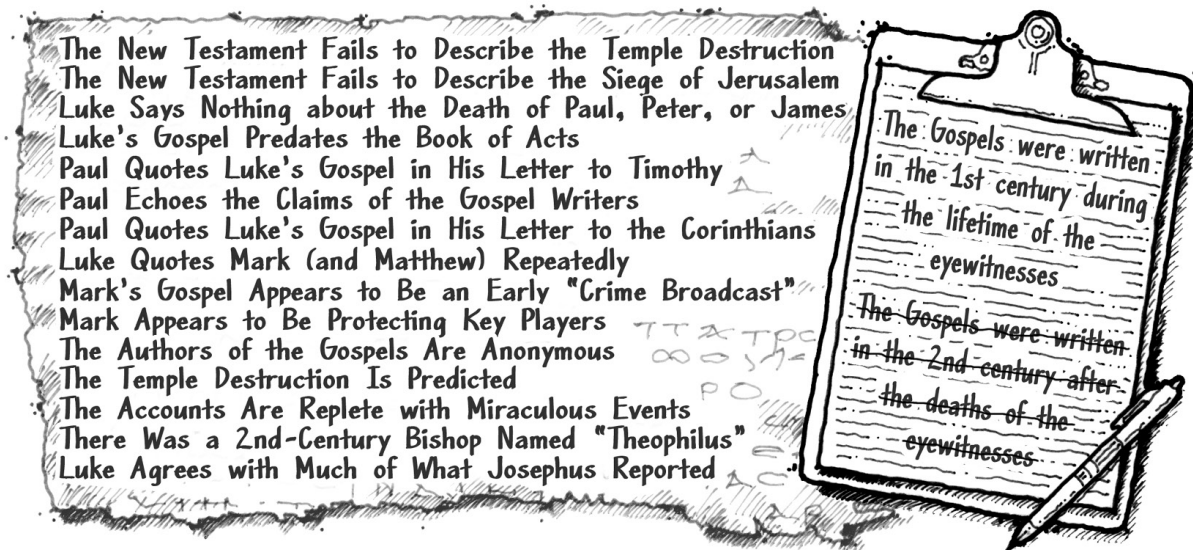 The New Testament Fails to Describe the Temple Destruction
The New Testament Fails to Describe the Siege of Jerusalem
Luke Says Nothing about the Death of Paul, Peter, or James
Luke's Gospel Predates the Book of Acts
Paul Quotes Luke's Gospel in His Letter to Timothy
Paul Echoes the Claims of the Gospel Writers
Paul Quotes Luke's Gospel in His Letter to the Corinthians
Luke Quotes Mark (and Matthew) Repeatedly
Mark's Gospel Appears to Be an Early "Crime Broadcast"
Mark Appears to Be Protecting Key Players
The Authors of the Gospels Are Anonymous
The Temple Destruction Is Predicted
The Accounts Are Replete with Miraculous Events
There Was a 2nd-Century Bishop Named "Theophilus"
Luke Agrees with Much of What Josephus Reported
The Gospels were written
in the 1st century during
the lifetime of the
eyewitnesses
The Gospels were written
in the 2nd century after
the deaths of the
eyewitnesses